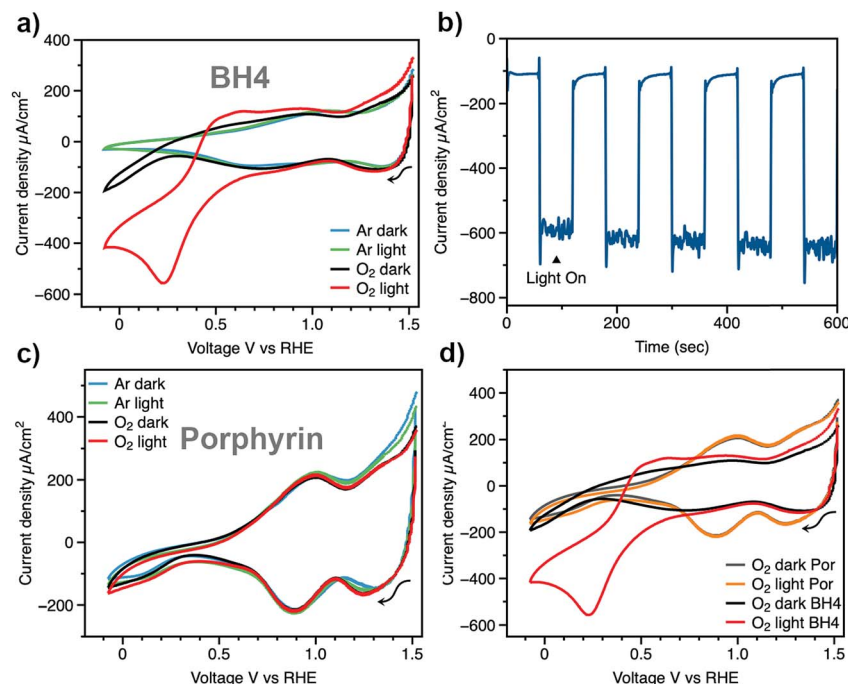 a)
BH4
Current density µA/cm²
400
200
0
−200
−400
−600
Ar dark
Ar light
O₂ dark
O₂ light
0
0.5
1.0
1.5
Voltage V vs RHE
b)
Current density µA/cm²
0
−200
−400
−600
−800
Light On
0
200
400
600
Time (sec)
c)
Porphyrin
Ar dark
Ar light
O₂ dark
O₂ light
Current density µA/cm²
400
200
0
−200
0
0.5
1.0
1.5
Voltage V vs RHE
d)
Current density µA/cm⁻²
400
200
0
−200
−400
−600
O₂ dark Por
O₂ light Por
O₂ dark BH4
O₂ light BH4
0
0.5
1.0
1.5
Voltage V vs RHE